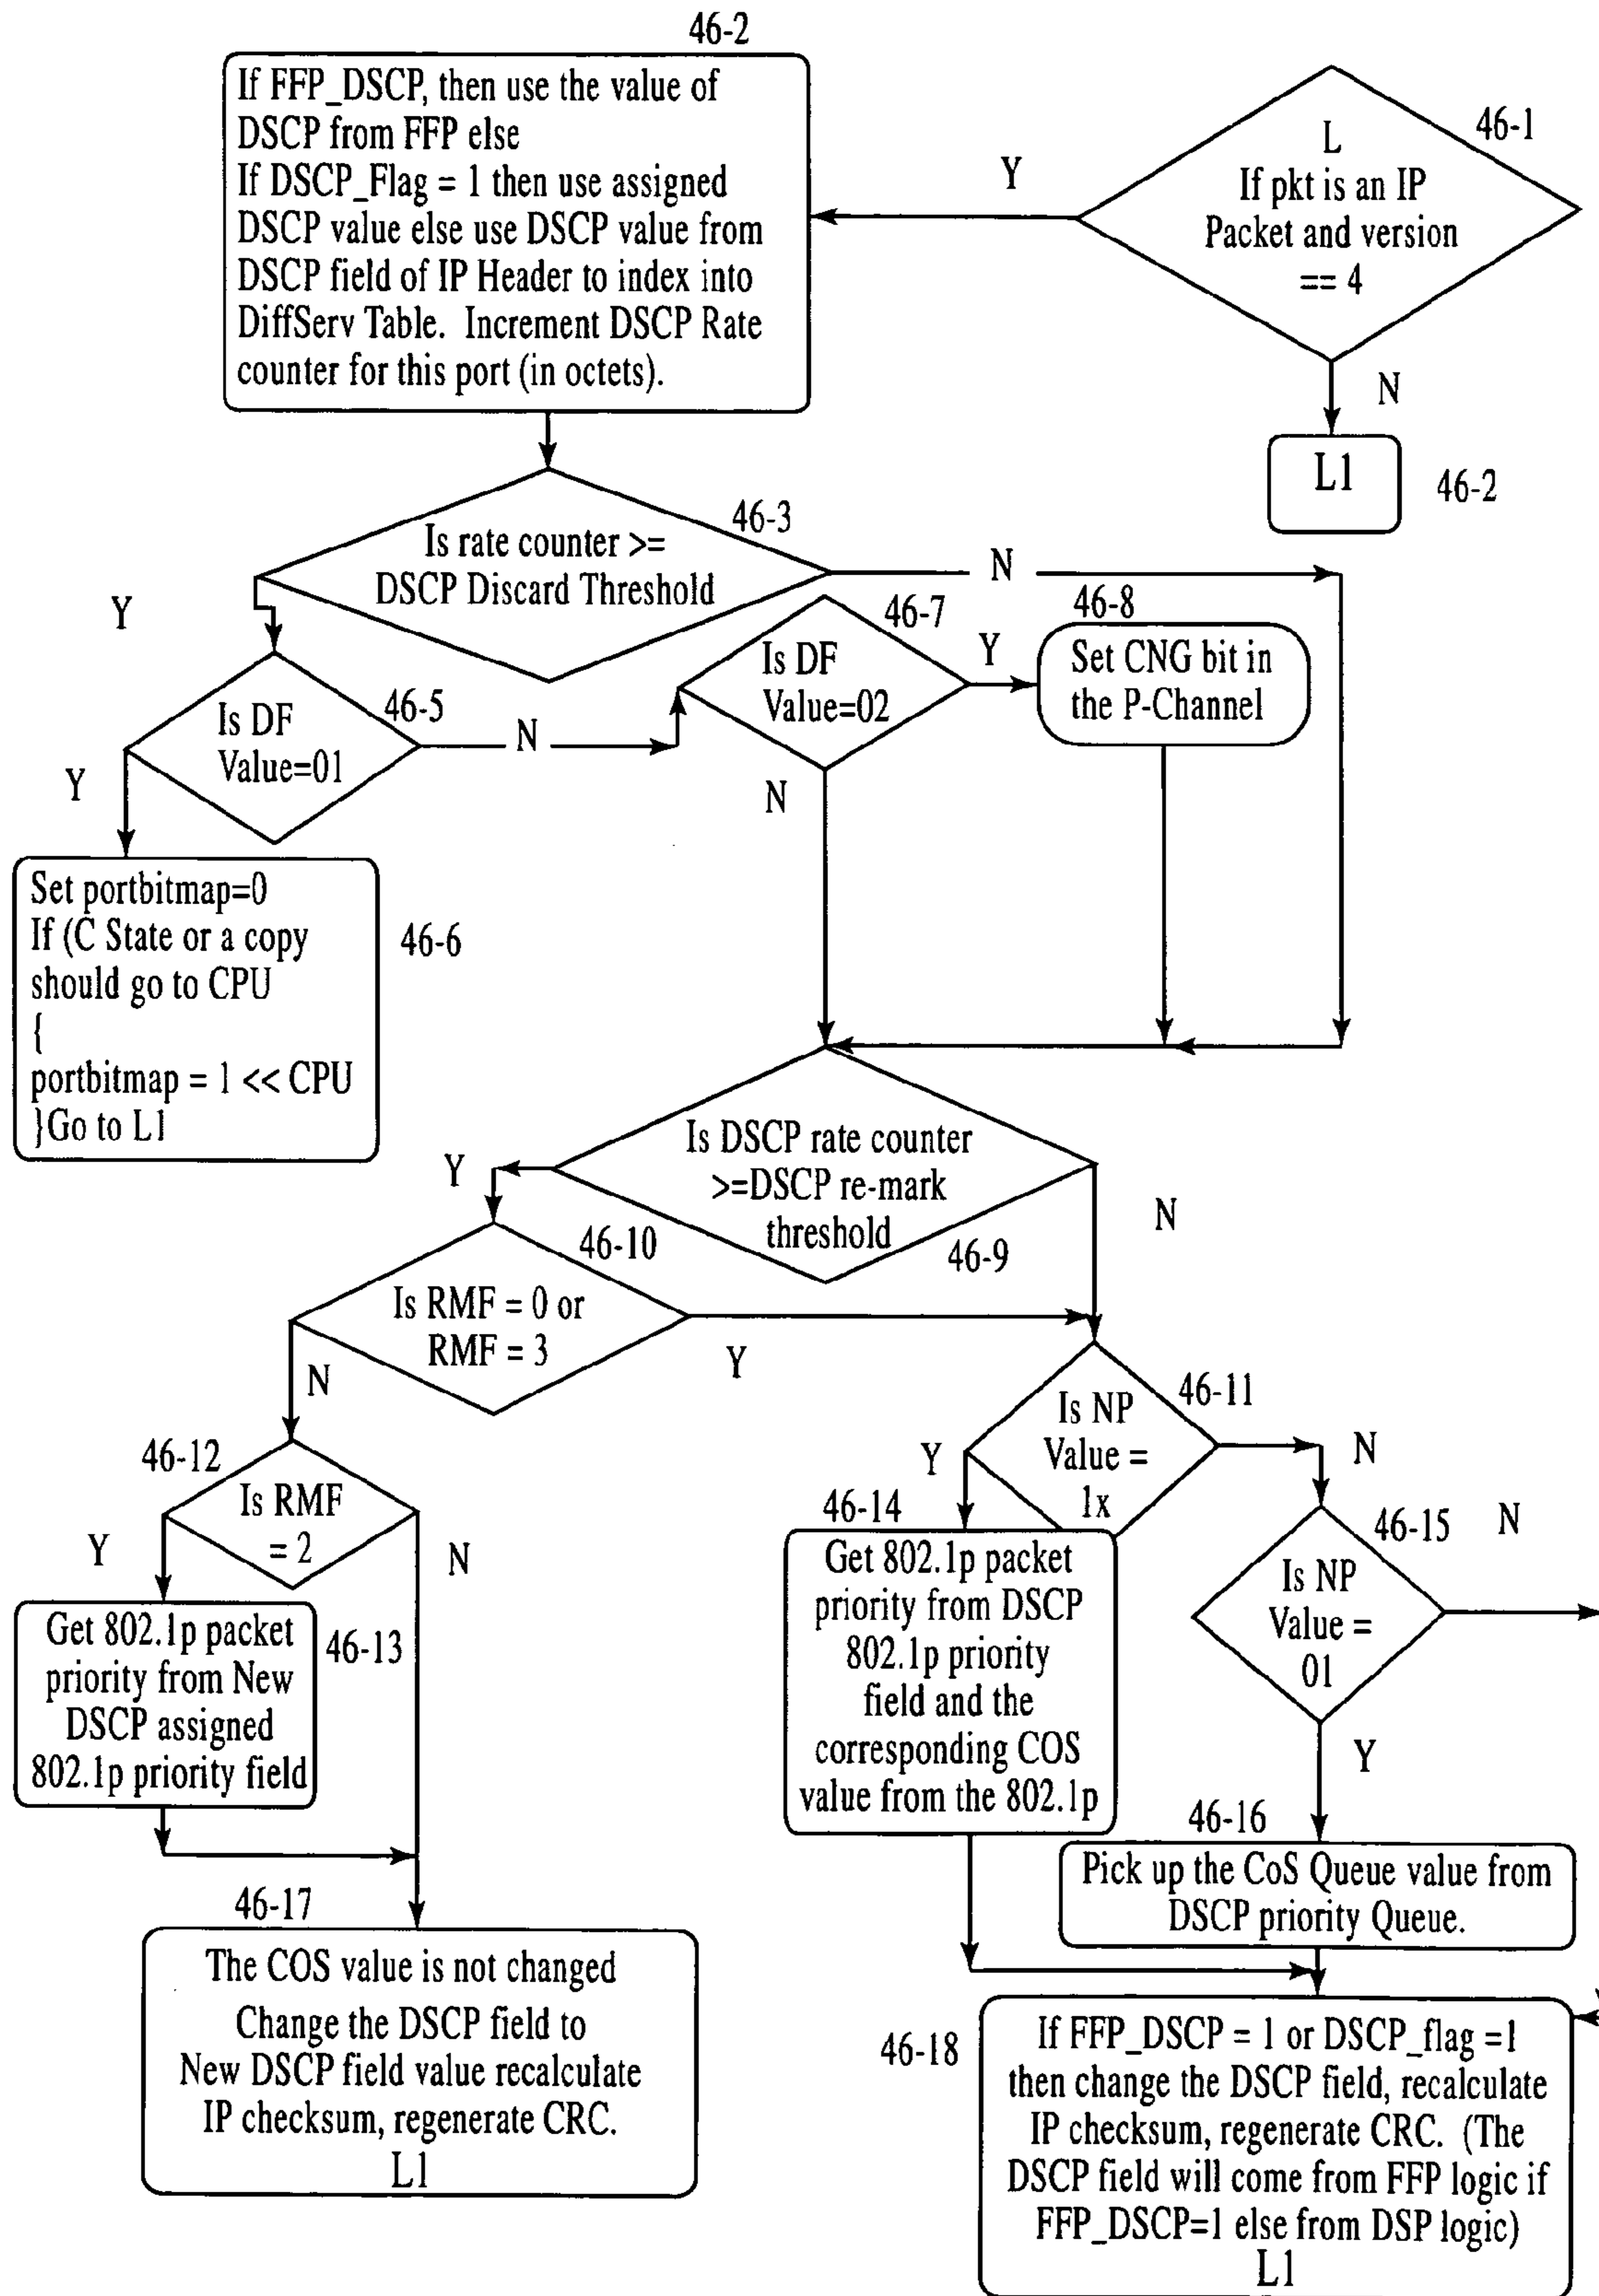 46-2
If FFP_DSCP, then use the value of
DSCP from FFP else
If DSCP_Flag = 1 then use assigned
DSCP value else use DSCP value from
DSCP field of IP Header to index into
DiffServ Table. Increment DSCP Rate
counter for this port (in octets).
Y
46-1
L
If pkt is an IP
Packet and version
== 4
N
L1
46-2
46-3
Is rate counter >=
DSCP Discard Threshold
N
Y
46-5
Is DF
Value=01
N
46-7
Is DF
Value=02
Y
46-8
Set CNG bit in
the P-Channel
N
Y
Set portbitmap=0
If (C State or a copy
should go to CPU
{
portbitmap = 1 << CPU
}Go to L1
46-6
Is DSCP rate counter
>=DSCP re-mark
threshold
46-9
Y
N
46-10
Is RMF = 0 or
RMF = 3
Y
N
46-11
Is NP
Value =
1x
Y
N
46-12
Is RMF
= 2
Y
N
46-13
Get 802.1p packet
priority from New
DSCP assigned
802.1p priority field
46-14
Get 802.1p packet
priority from DSCP
802.1p priority
field and the
corresponding COS
value from the 802.1p
46-15
Is NP
Value =
01
N
Y
46-16
Pick up the CoS Queue value from
DSCP priority Queue.
46-17
The COS value is not changed
Change the DSCP field to
New DSCP field value recalculate
IP checksum, regenerate CRC.
L1
46-18
If FFP_DSCP = 1 or DSCP_flag =1
then change the DSCP field, recalculate
IP checksum, regenerate CRC. (The
DSCP field will come from FFP logic if
FFP_DSCP=1 else from DSP logic)
L1